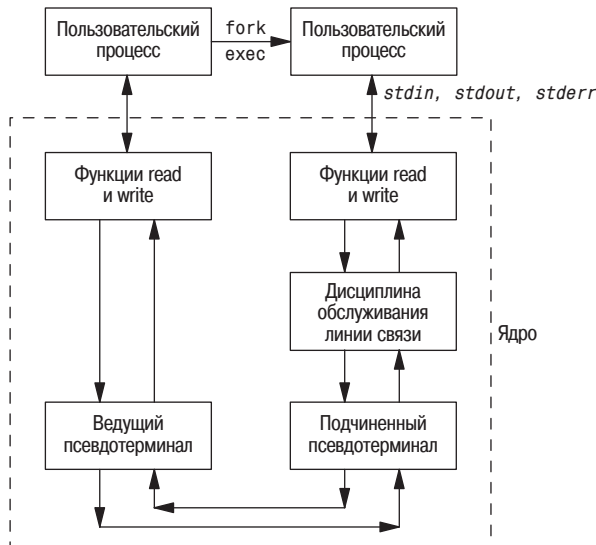 Пользовательский
процесс
fork
exec
Пользовательский
процесс
stdin, stdout, stderr
Функции read
и write
Функции read
и write
Дисциплина
обслуживания
линии связи
Ядро
Ведущий
псевдотерминал
Подчиненный
псевдотерминал